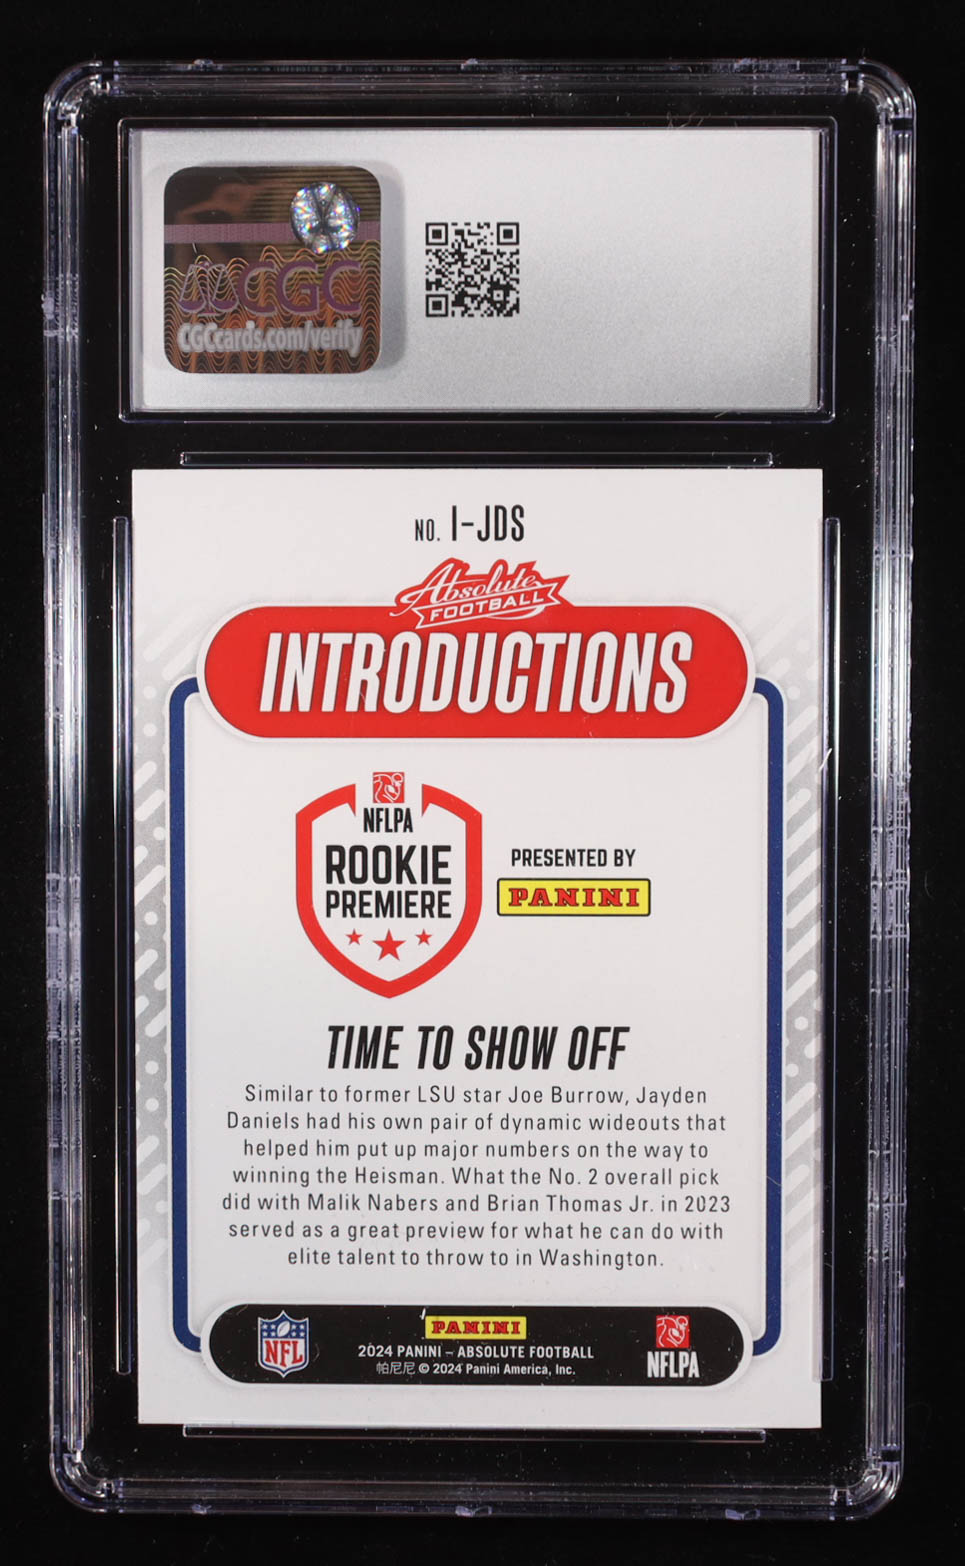 CGC
CGCcards.com/verify
NO. I-JDS
Absolute
FOOTBALL
INTRODUCTIONS
NFLPA
ROOKIE
PREMIERE
PRESENTED BY
PANINI
TIME TO SHOW OFF
Similar to former LSU star Joe Burrow, Jayden
Daniels had his own pair of dynamic wideouts that
helped him put up major numbers on the way to
winning the Heisman. What the No. 2 overall pick
did with Malik Nabers and Brian Thomas Jr. in 2023
served as a great preview for what he can do with
elite talent to throw to in Washington.
NFL
PANINI
2024 PANINI – ABSOLUTE FOOTBALL
帕尼尼 © 2024 Panini America, Inc.
NFLPA